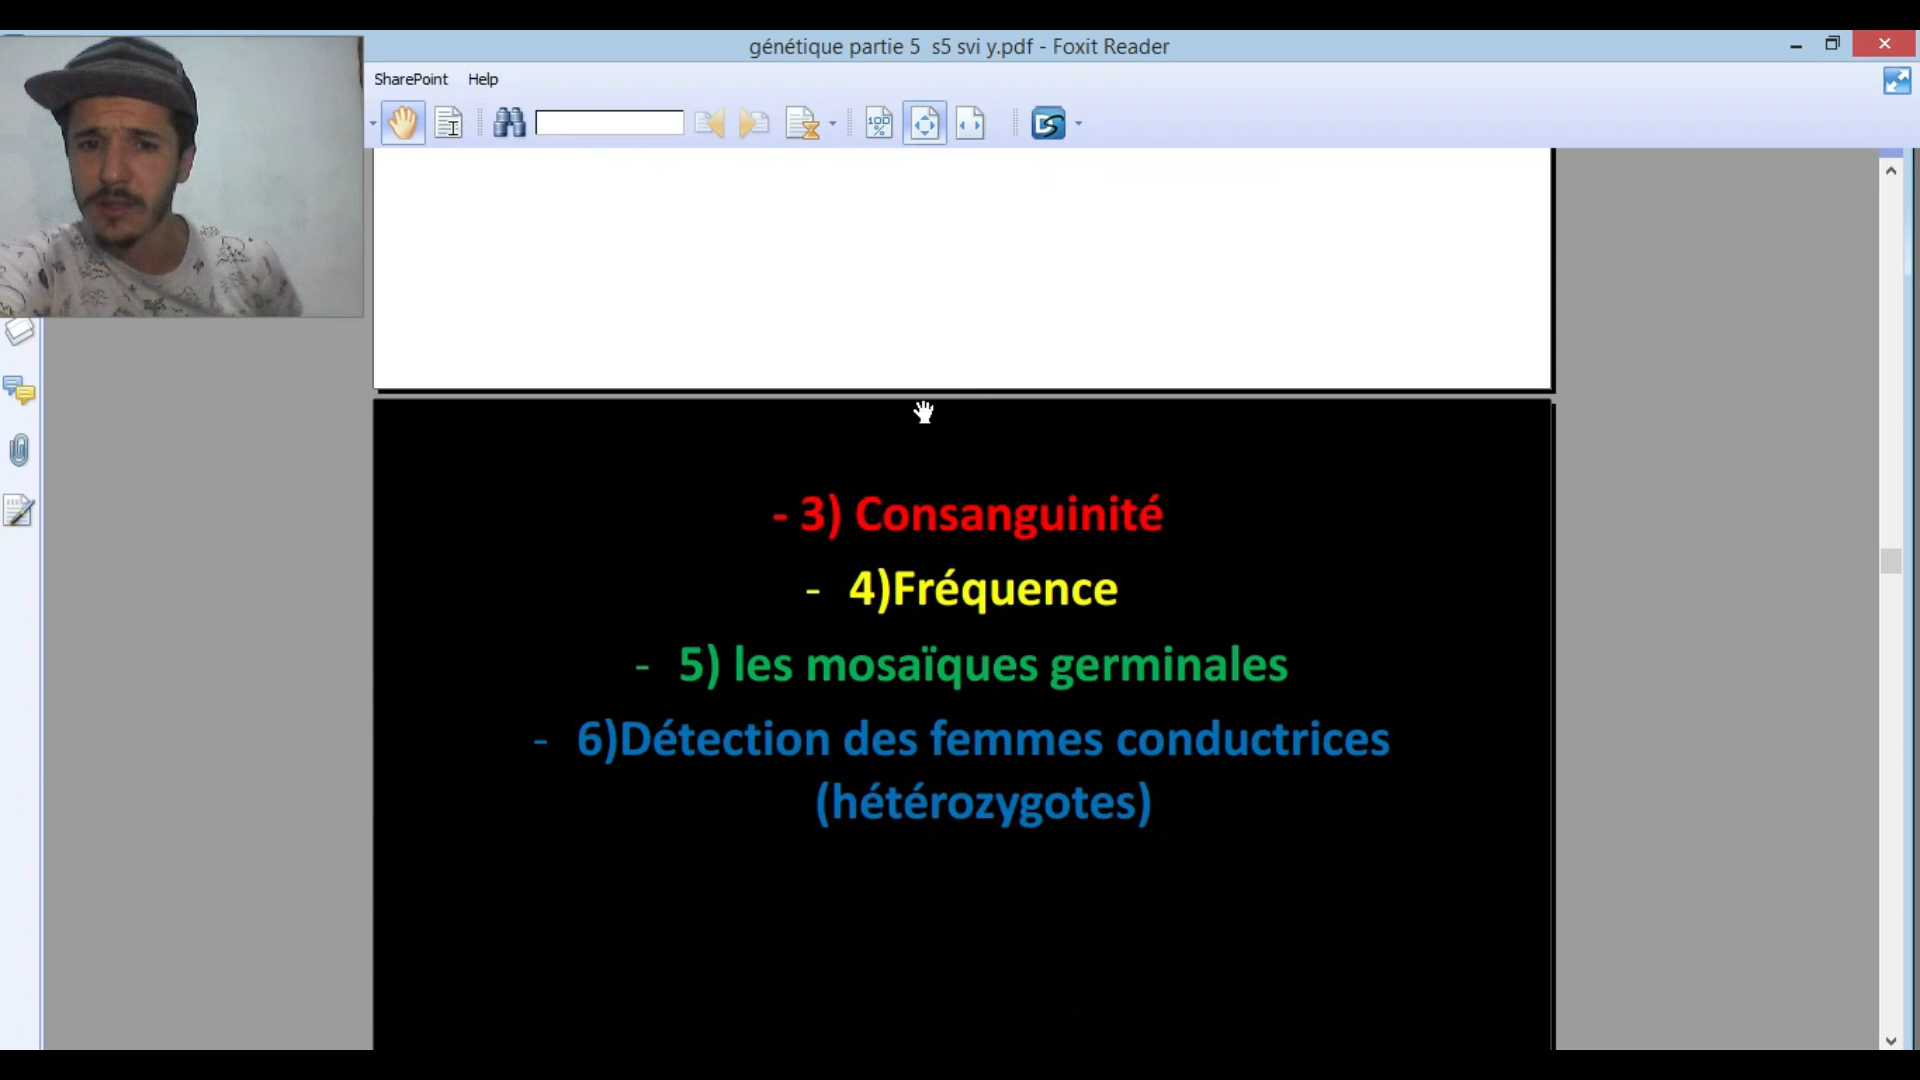 génétique partie 5  s5 svi y.pdf - Foxit Reader
SharePoint Help
100 %
- 3) Consanguinité
- 4)Fréquence
- 5) les mosaïques germinales
- 6)Détection des femmes conductrices
(hétérozygotes)